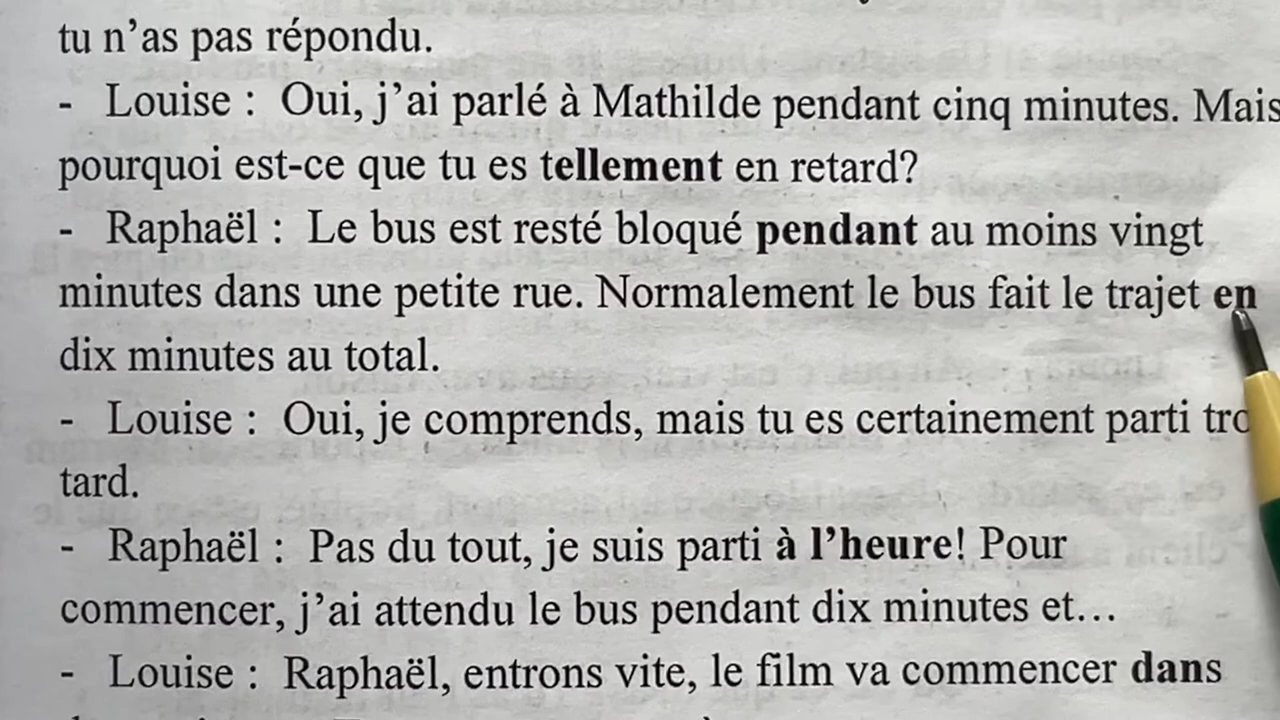 tu n'as pas répondu.
- Louise : Oui, j'ai parlé à Mathilde pendant cinq minutes. Mais
pourquoi est-ce que tu es tellement en retard?
- Raphaël : Le bus est resté bloqué pendant au moins vingt
minutes dans une petite rue. Normalement le bus fait le trajet en
dix minutes au total.
- Louise : Oui, je comprends, mais tu es certainement parti tro
tard.
- Raphaël : Pas du tout, je suis parti à l'heure! Pour
commencer, j'ai attendu le bus pendant dix minutes et…
- Louise : Raphaël, entrons vite, le film va commencer dans